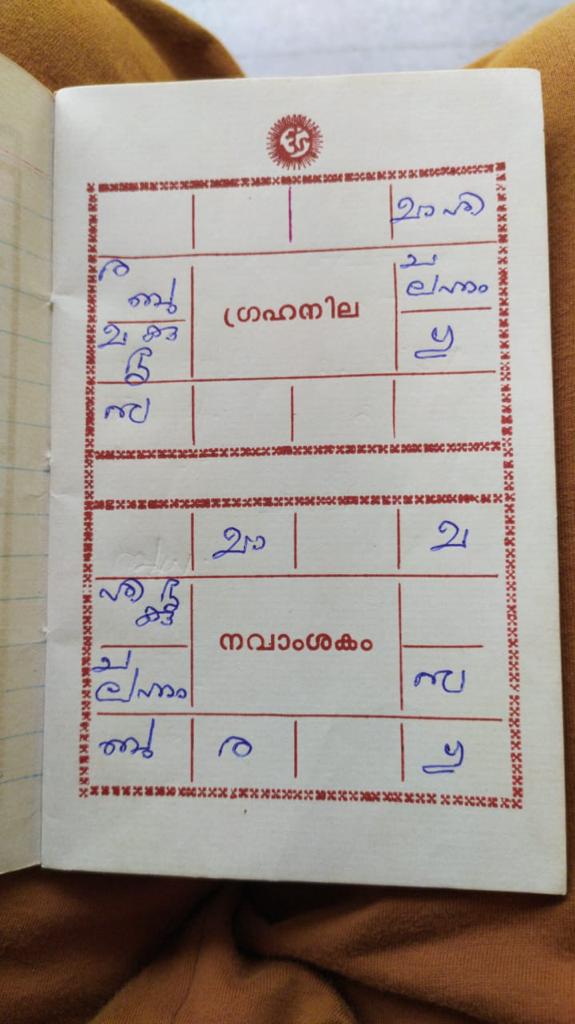 മാ ശി
ര
ബു
ച
ലഗ്നം
ഗ്രഹനില
മ കു
ശു
ഗു
സ
മാ
മ
ശി ശു
കു
നവാംശകം
ച
ലഗ്നം
സ
ബു
ര
ഗു